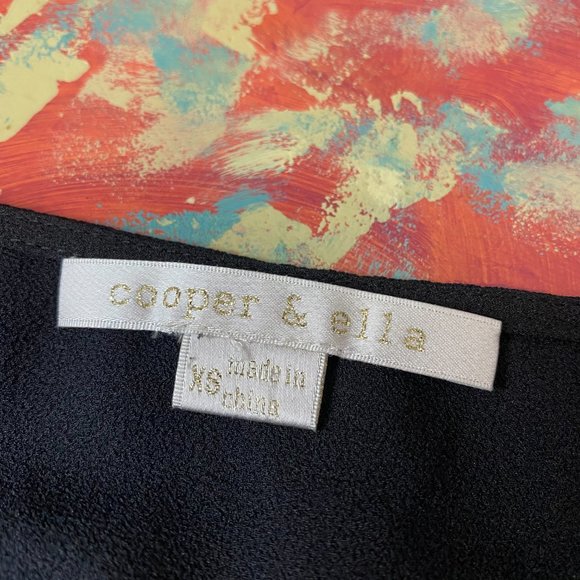 cooper & ella
made in
XS china